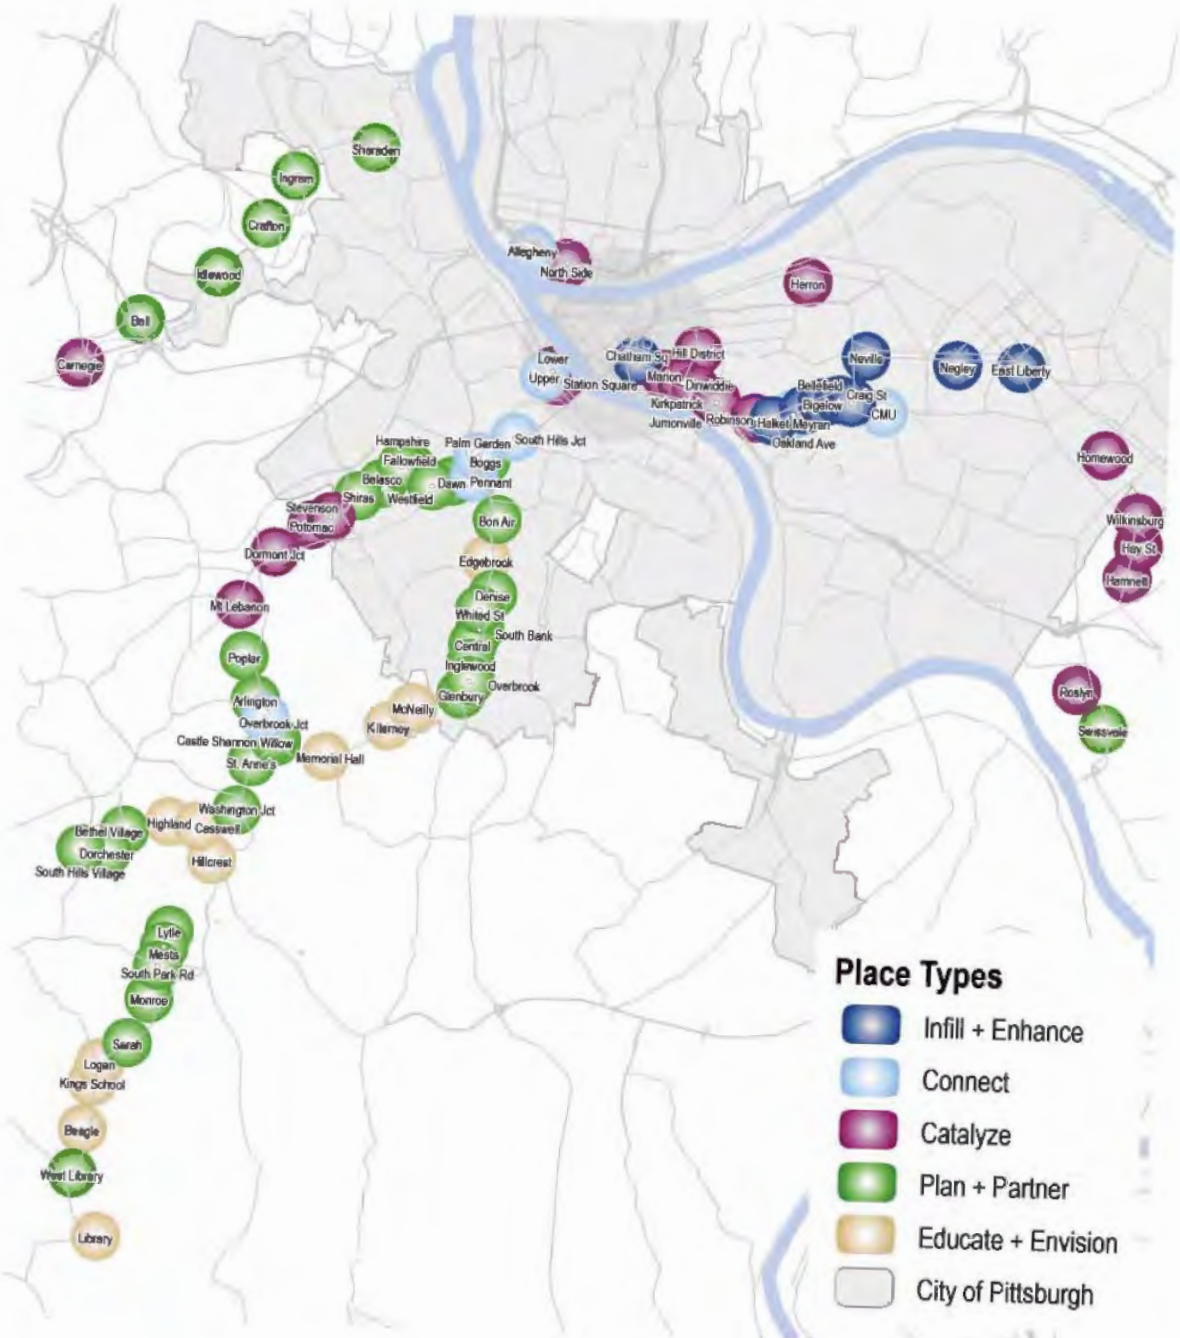 Sharaden
Ingram
Crafton
Idlewood
Bell
Carnegie
Allegheny
North Side
Herron
Lower
Upper
Station Square
Chatham Sq
Hill District
Marion
Dinwiddie
Kirkpatrick
Jumonville
Robinson
Halket
Meyran
Oakland Ave
Bellefield
Bigelow
Craig St
CMU
Neville
Negley
East Liberty
Homewood
Wilkinsburg
Hay St
Hamnett
Roslyn
Swissvale
South Hills Jct
Palm Garden
Boggs
Pennant
Dawn
Hampshire
Fallowfield
Belasco
Westfield
Shiras
Stevenson
Potomac
Dormont Jct
Mt Lebanon
Poplar
Arlington
Overbrook Jct
Castle Shannon
Willow
St. Anne's
Memorial Hall
Killarney
McNeilly
Bon Air
Edgebrook
Denise
Whited St
South Bank
Central
Inglewood
Overbrook
Glenbury
Washington Jct
Casswell
Highland
Hillcrest
Bethel Village
Dorchester
South Hills Village
Lytle
Mesta
South Park Rd
Monroe
Sarah
Logan
Kings School
Beagle
West Library
Library
Place Types
Infill + Enhance
Connect
Catalyze
Plan + Partner
Educate + Envision
City of Pittsburgh